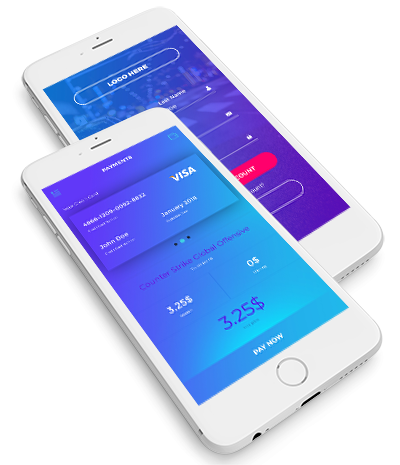 LOGO HERE
Last Name
PAYMENTS
VISA
4866-1209-0092-8832
John Doe
January 2018
Counter Strike Global Offensive
3.25$
0$
3.25$
PAY NOW